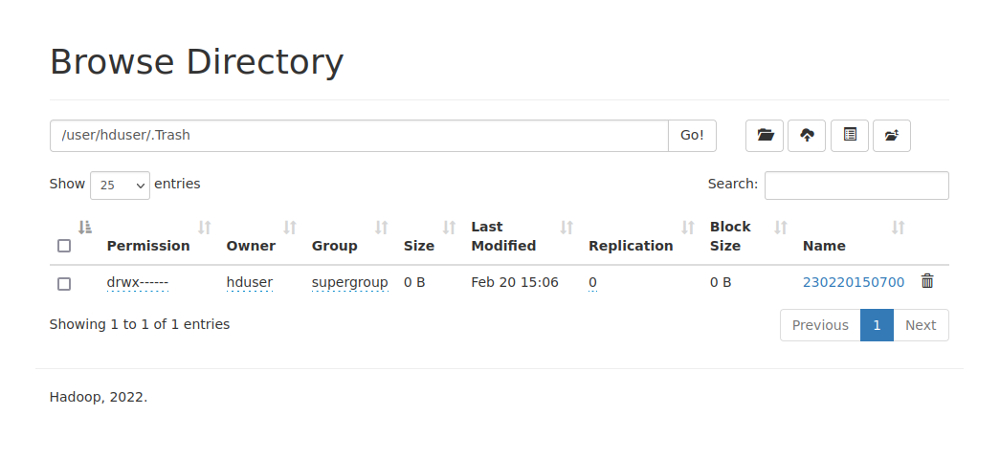 Browse Directory
/user/hduser/.Trash Go!
Show 25 entries Search:
Permission Owner Group Size Last Modified Replication Block Size Name
drwx------ hduser supergroup 0 B Feb 20 15:06 0 0 B 230220150700
Showing 1 to 1 of 1 entries Previous 1 Next
Hadoop, 2022.